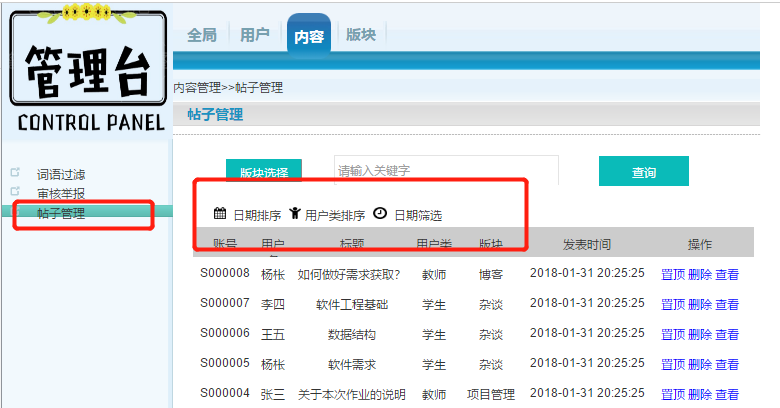 管理台
CONTROL PANEL
全局 用户 内容 版块
内容管理>>帖子管理
帖子管理
词语过滤
审核举报
帖子管理
版块选择 请输入关键字 查询
日期排序 用户类排序 日期筛选
账号 用户 标题 用户类 版块 发表时间 操作
S000008 杨枨 如何做好需求获取? 教师 博客 2018-01-31 20:25:25 置顶 删除 查看
S000007 李四 软件工程基础 学生 杂谈 2018-01-31 20:25:25 置顶 删除 查看
S000006 王五 数据结构 学生 杂谈 2018-01-31 20:25:25 置顶 删除 查看
S000005 杨枨 软件需求 学生 杂谈 2018-01-31 20:25:25 置顶 删除 查看
S000004 张三 关于本次作业的说明 教师 项目管理 2018-01-31 20:25:25 置顶 删除 查看